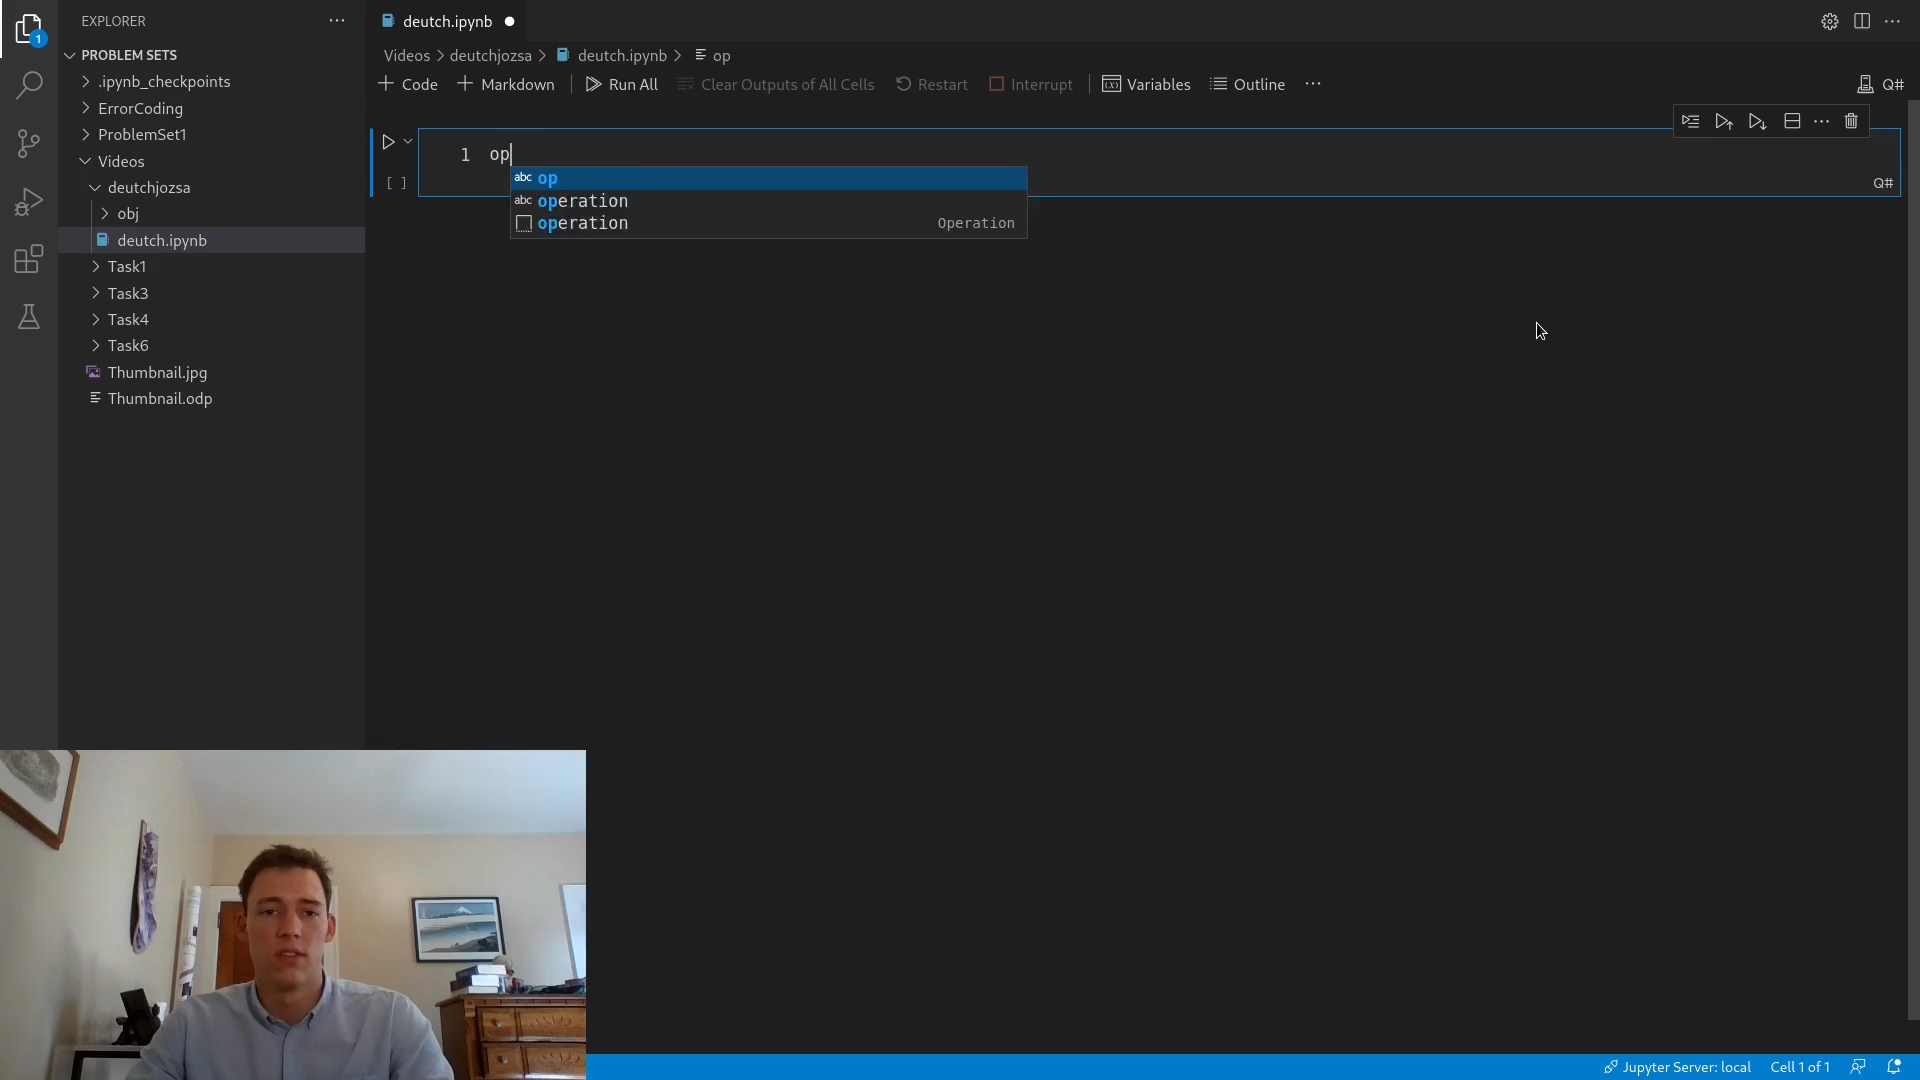 EXPLORER
PROBLEM SETS
.ipynb_checkpoints
ErrorCoding
ProblemSet1
Videos
deutchjozsa
obj
deutch.ipynb
Task1
Task3
Task4
Task6
Thumbnail.jpg
Thumbnail.odp
1
deutch.ipynb
Videos > deutchjozsa > deutch.ipynb > op
+ Code + Markdown Run All Clear Outputs of All Cells Restart Interrupt Variables Outline ... Q#
1 op
[ ] Q#
abc op
abc operation
operation Operation
Jupyter Server: local Cell 1 of 1